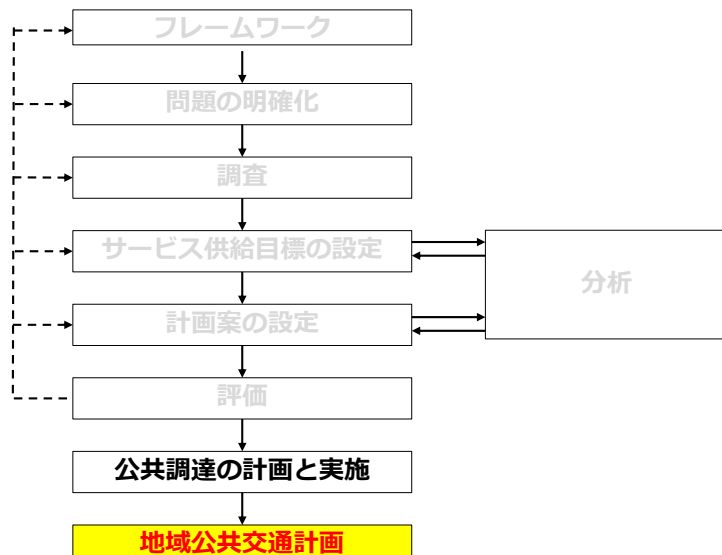 フレームワーク
問題の明確化
調査
サービス供給目標の設定
分析
計画案の設定
評価
公共調達の計画と実施
地域公共交通計画